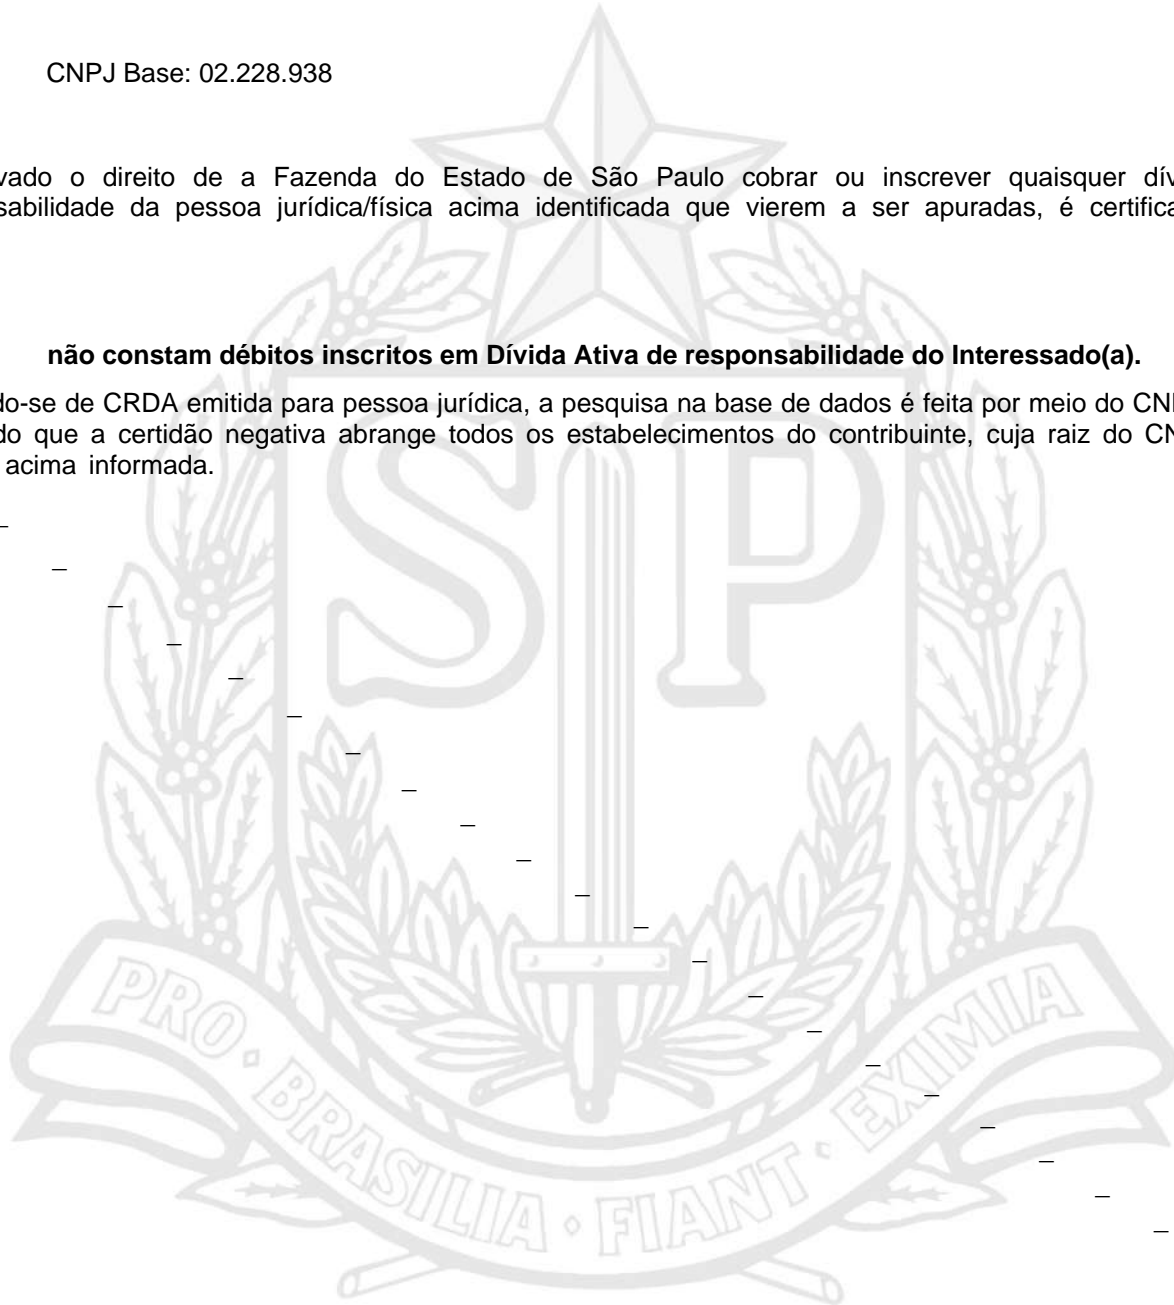 CNPJ Base: 02.228.938
vado o direito de a Fazenda do Estado de São Paulo cobrar ou inscrever quaisquer dív
sabilidade da pessoa jurídica/física acima identificada que vierem a ser apuradas, é certifica
não constam débitos inscritos em Dívida Ativa de responsabilidade do Interessado(a).
do-se de CRDA emitida para pessoa jurídica, a pesquisa na base de dados é feita por meio do CN
do que a certidão negativa abrange todos os estabelecimentos do contribuinte, cuja raiz do CN
acima informada.
SP
PRO • BRASILIA • FIANT • EXIMIA